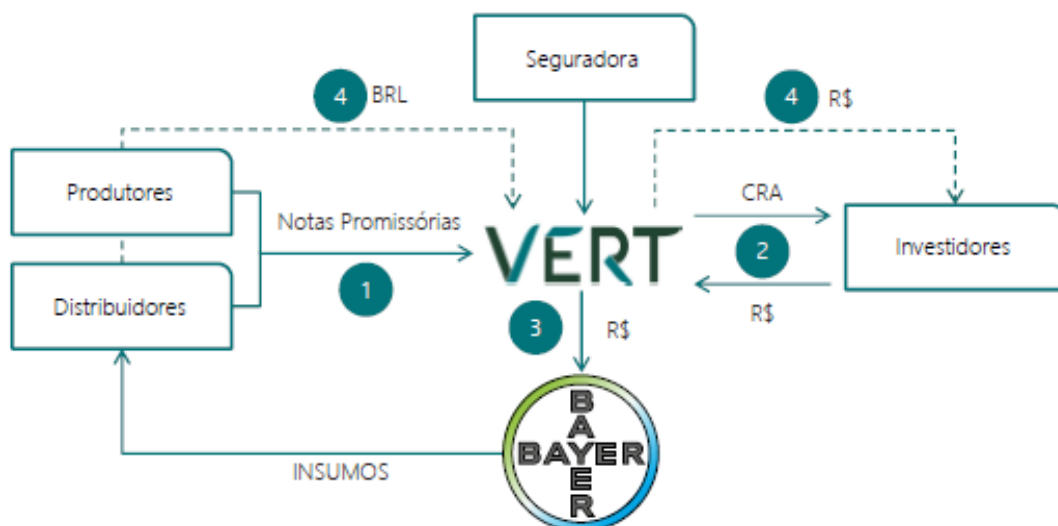 Seguradora
4 BRL
4 R$
Produtores
Notas Promissórias
CRA
VERT
2
Investidores
Distribuidores
1
R$
3 R$
BAYER
BAYER
INSUMOS